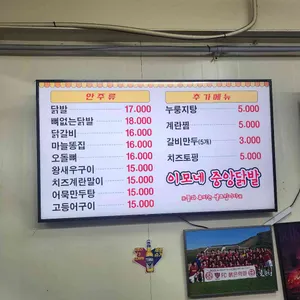 안주류
닭발 17.000
뼈없는닭발 18.000
닭갈비 16.000
마늘똥집 16.000
오돌뼈 16.000
왕새우구이 15.000
치즈계란말이 15.000
어묵만두탕 15.000
고등어구이 15.000
추가메뉴
누룽지탕 5.000
계란찜 5.000
갈비만두(5개) 3.000
치즈토핑 5.000
이모네 중앙닭발